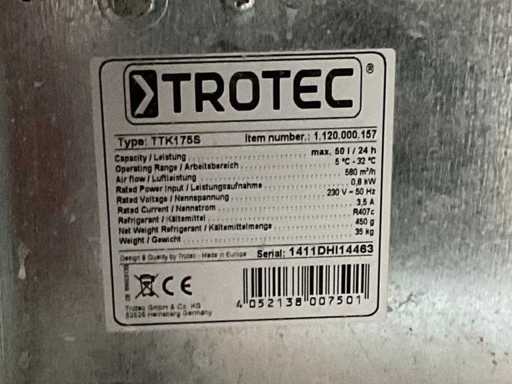 TROTEC®
Type: TTK175S Item number.: 1.120.000.157
Capacity / Leistung max. 50 l / 24 h
Operating Range / Arbeitsbereich 5 °C - 32 °C
Air flow / Luftleistung 580 m³/h
Rated Power Input / Leistungsaufnahme 0,8 kW
Rated Voltage / Nennspannung 230 V ~ 50 Hz
Rated Current / Nennstrom 3,5 A
Refrigerant / Kältemittel R407c
Net Weight Refrigerant / Kältemittelmenge 450 g
Weight / Gewicht 35 kg
Design & Quality by Trotec - Made in Europe Serial: 1411DHI14463
CE
4 052138 007501
Trotec GmbH & Co. KG
52525 Heinsberg Germany